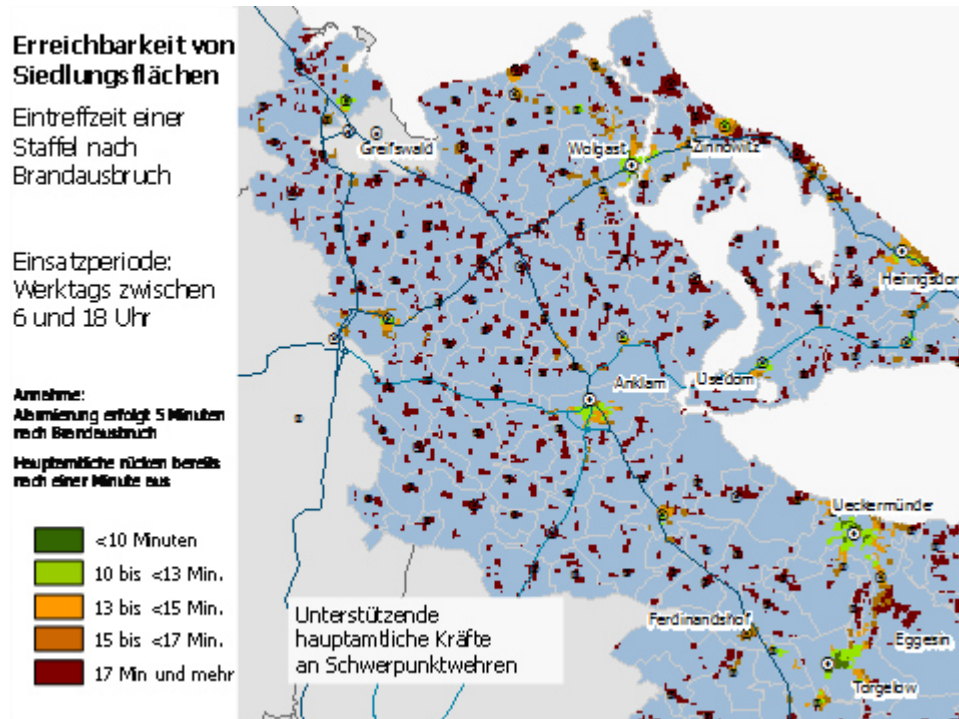 Erreichbarkeit von
Siedlungsflächen
Eintreffzeit einer
Staffel nach
Brandausbruch
Einsatzperiode:
Werktags zwischen
6 und 18 Uhr
Annahme:
Alarmierung erfolgt 5 Minuten
nach Brandausbruch
Hauptamtliche rücken bereits
nach einer Minute aus
<10 Minuten
10 bis <13 Min.
13 bis <15 Min.
15 bis <17 Min.
17 Min und mehr
Unterstützende
hauptamtliche Kräfte
an Schwerpunktwehren
Greifswald
Wolgast
Zinnowitz
Heringsdor
Anklam
Usedom
Ueckermünde
Ferdinandshof
Eggesin
Torgelow